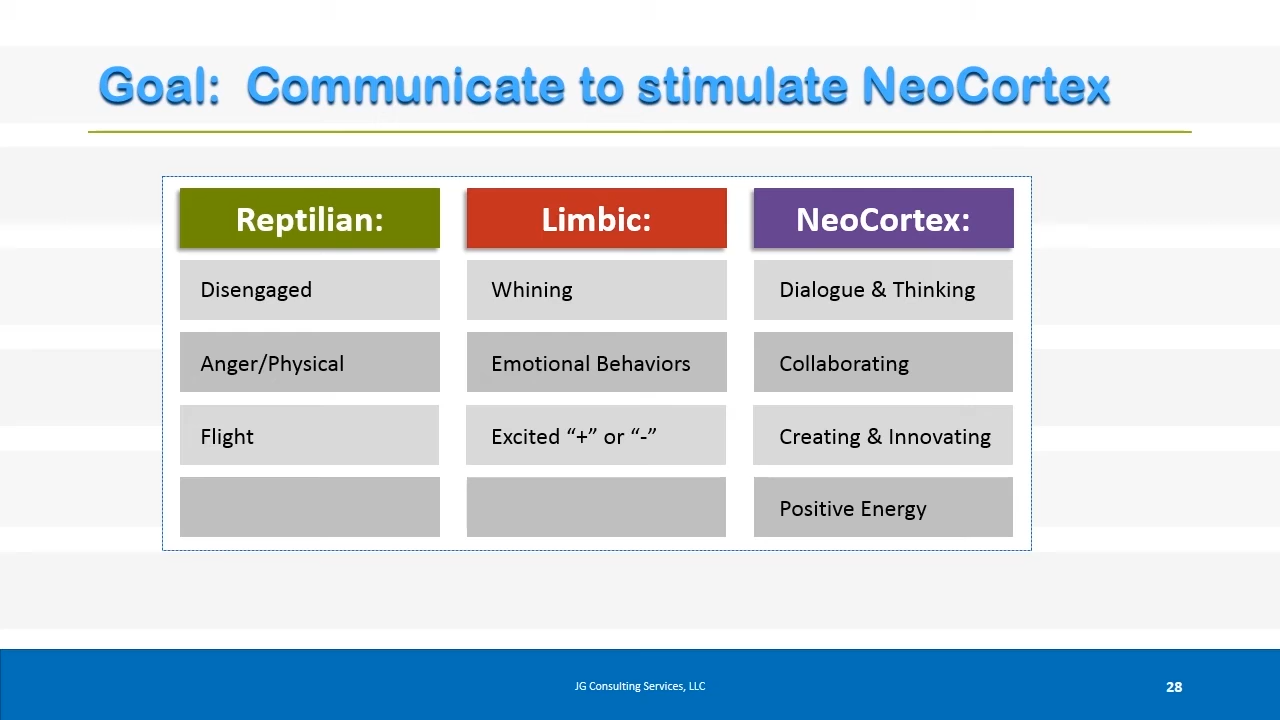 Goal: Communicate to stimulate NeoCortex
Reptilian: Limbic: NeoCortex:
Disengaged Whining Dialogue & Thinking
Anger/Physical Emotional Behaviors Collaborating
Flight Excited “+” or “-” Creating & Innovating
Positive Energy
JG Consulting Services, LLC
28